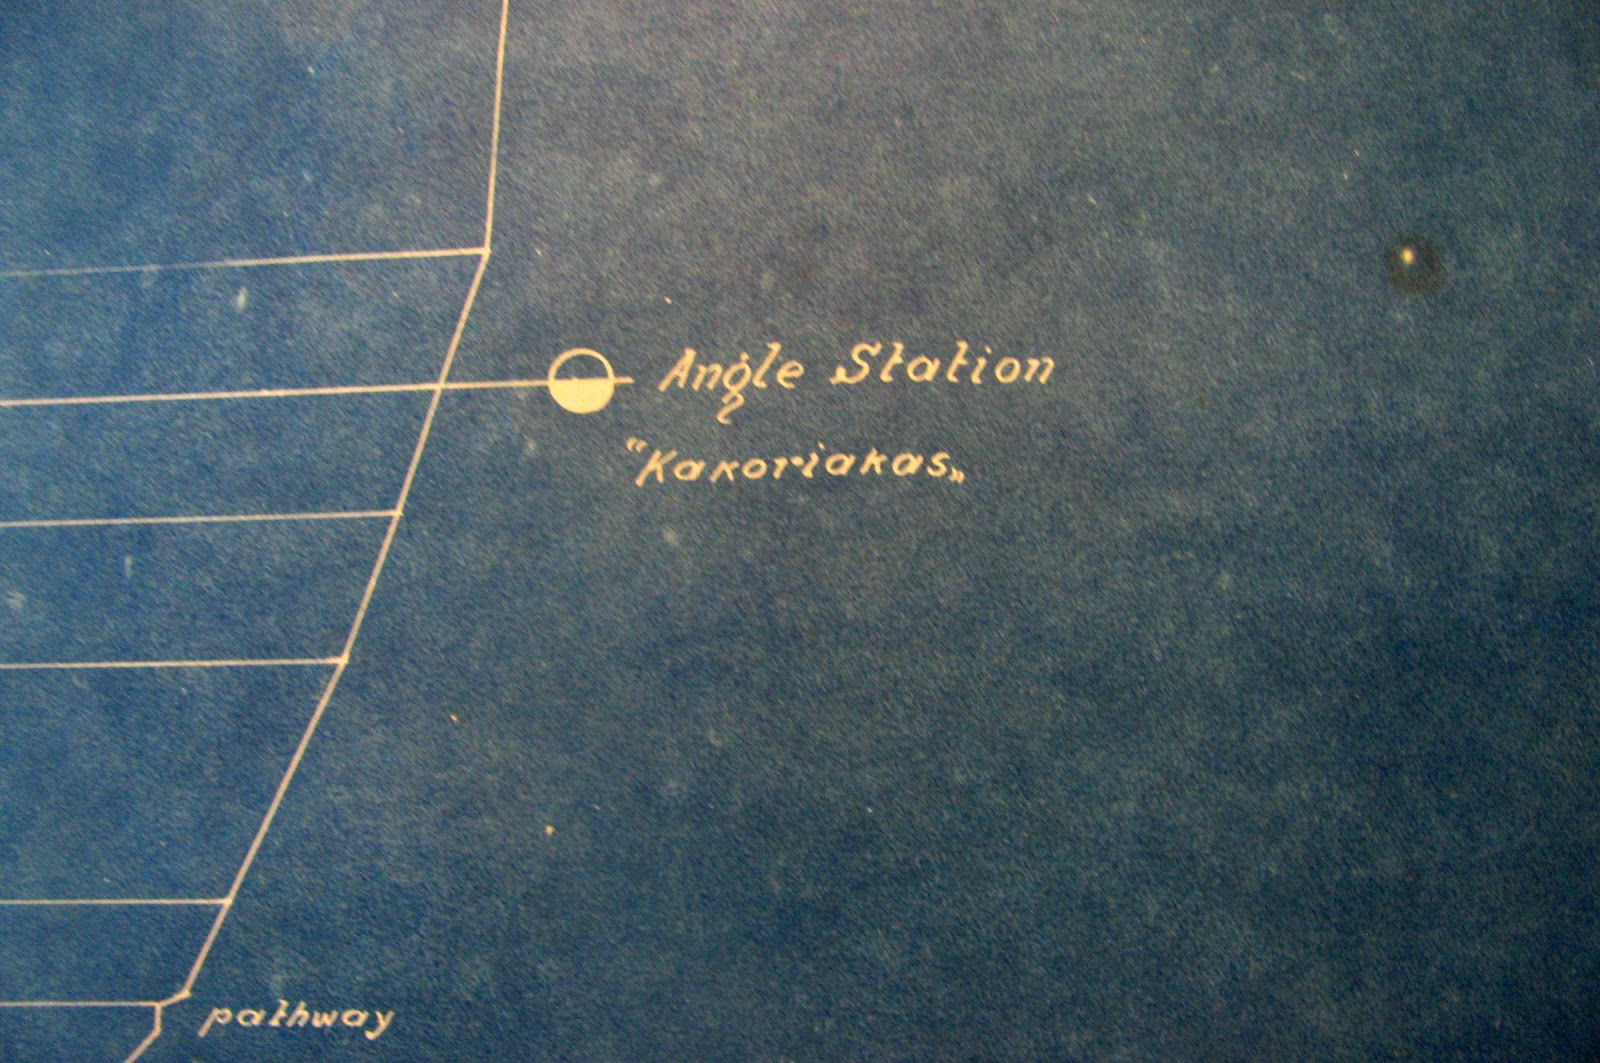 Angle Station
"Kakoriakas„
pathway